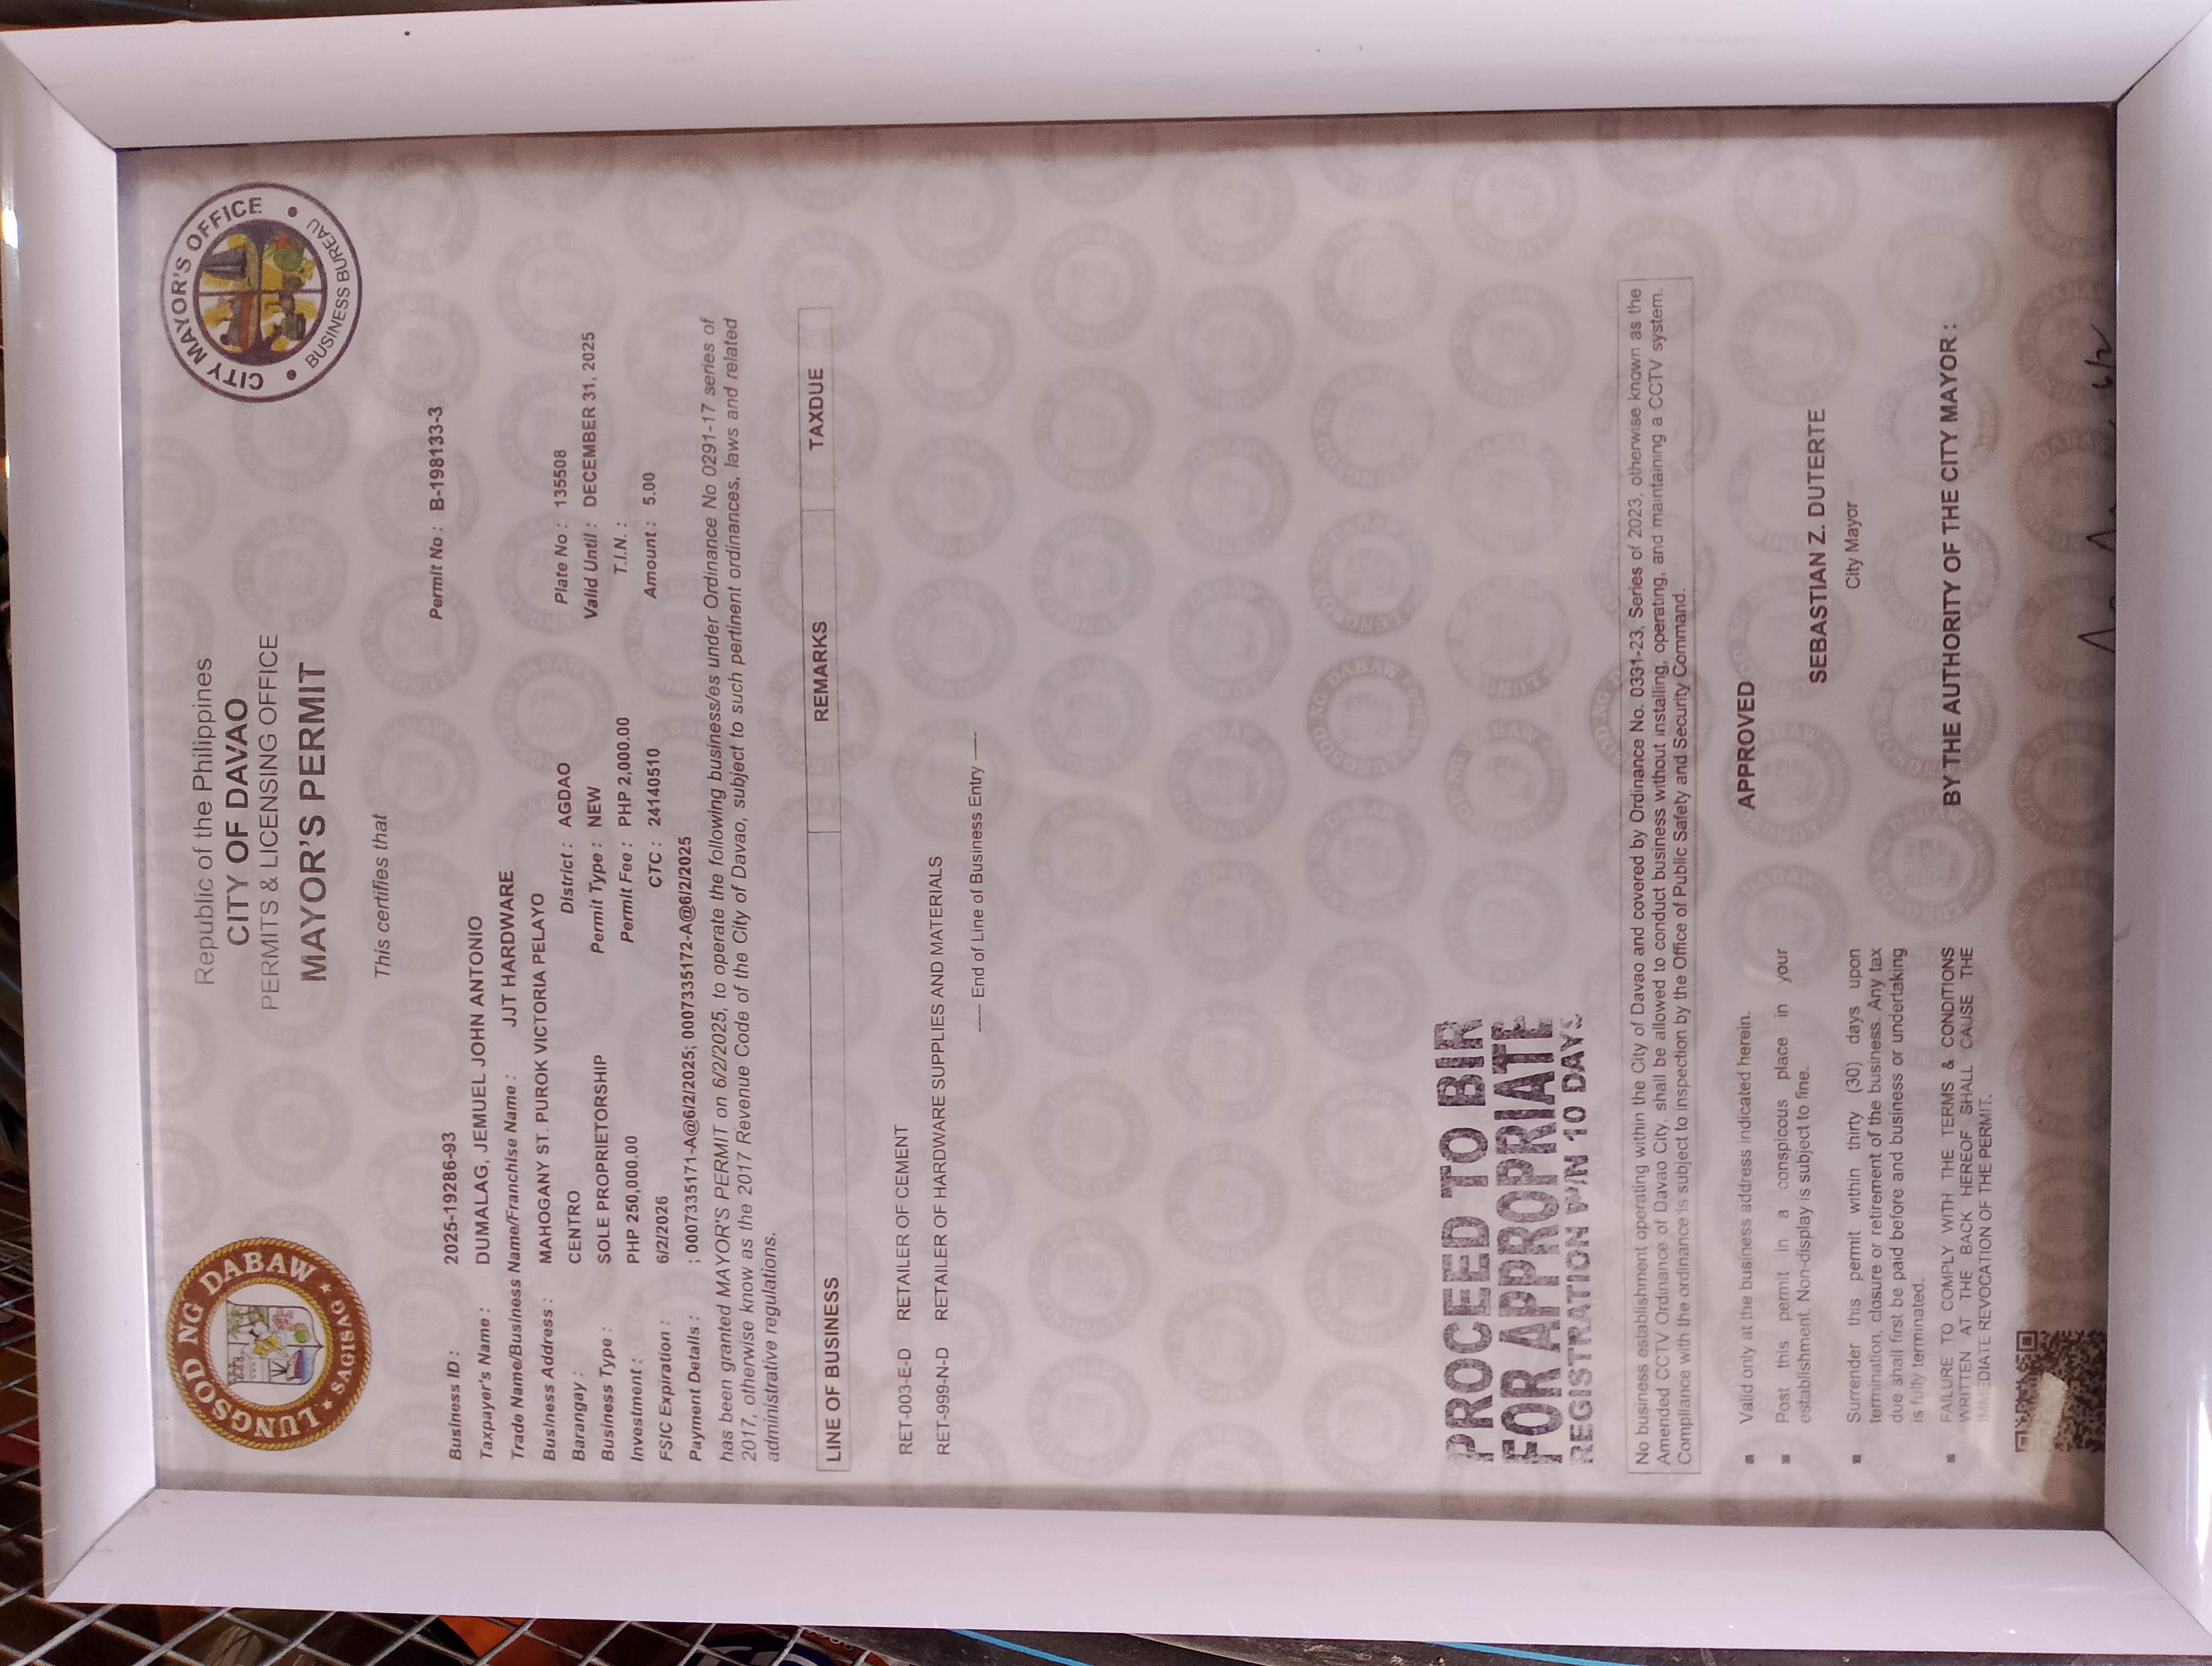 LUNGSOD NG DABAW
SAGISAG
CITY MAYOR'S OFFICE
BUSINESS BUREAU
Republic of the Philippines
CITY OF DAVAO
PERMITS & LICENSING OFFICE
MAYOR'S PERMIT
This certifies that
Permit No : B-198133-3
Business ID : 2025-19286-93
Taxpayer's Name : DUMALAG, JEMUEL JOHN ANTONIO
Trade Name/Business Name/Franchise Name : JJT HARDWARE
Business Address : MAHOGANY ST. PUROK VICTORIA PELAYO
Barangay : CENTRO District : AGDAO Plate No : 135508
Business Type : SOLE PROPRIETORSHIP Permit Type : NEW Valid Until : DECEMBER 31, 2025
Investment : PHP 250,000.00 Permit Fee : PHP 2,000.00 T.I.N. :
FSIC Expiration : 6/2/2026 CTC : 24140510 Amount : 5.00
Payment Details : ; 0007335171-A@6/2/2025; 0007335172-A@6/2/2025
has been granted MAYOR'S PERMIT on 6/2/2025, to operate the following business/es under Ordinance No 0291-17 series of
2017, otherwise know as the 2017 Revenue Code of the City of Davao, subject to such pertinent ordinances, laws and related
administrative regulations.
LINE OF BUSINESS REMARKS TAXDUE
RET-003-E-D RETAILER OF CEMENT
RET-999-N-D RETAILER OF HARDWARE SUPPLIES AND MATERIALS
---- End of Line of Business Entry ----
PROCEED TO BIR
FOR APPROPRIATE
REGISTRATION W/IN 10 DAYS
No business establishment operating within the City of Davao and covered by Ordinance No. 0331-23, Series of 2023, otherwise known as the
Amended CCTV Ordinance of Davao City, shall be allowed to conduct business without installing, operating, and maintaining a CCTV system.
Compliance with the ordinance is subject to inspection by the Office of Public Safety and Security Command.
▪ Valid only at the business address indicated herein.
▪ Post this permit in a conspicous place in your
establishment. Non-display is subject to fine.
▪ Surrender this permit within thirty (30) days upon
termination, closure or retirement of the business. Any tax
due shall first be paid before and business or undertaking
is fully terminated.
▪ FALURE TO COMPLY WITH THE TERMS & CONDITIONS
WRITTEN AT THE BACK HEREOF SHALL CAUSE THE
IMMEDIATE REVOCATION OF THE PERMIT.
APPROVED
SEBASTIAN Z. DUTERTE
City Mayor
BY THE AUTHORITY OF THE CITY MAYOR: